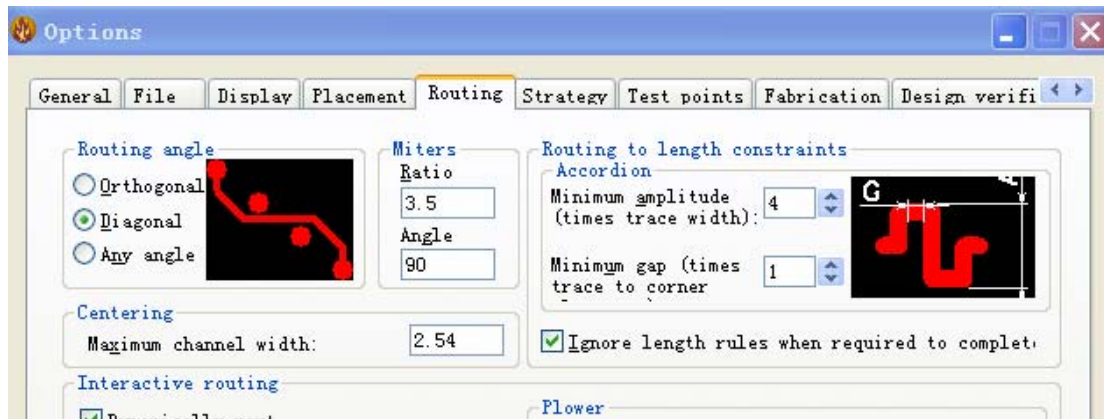 Options
General File Display Placement Routing Strategy Test points Fabrication Design verifi
Routing angle
Orthogonal
Diagonal
Any angle
Miters
Ratio
3.5
Angle
90
Routing to length constraints
Accordion
Minimum amplitude
(times trace width):
4
Minimum gap (times
trace to corner
1
G
Centering
Maximum channel width:
2.54
Ignore length rules when required to complet
Interactive routing
Plower